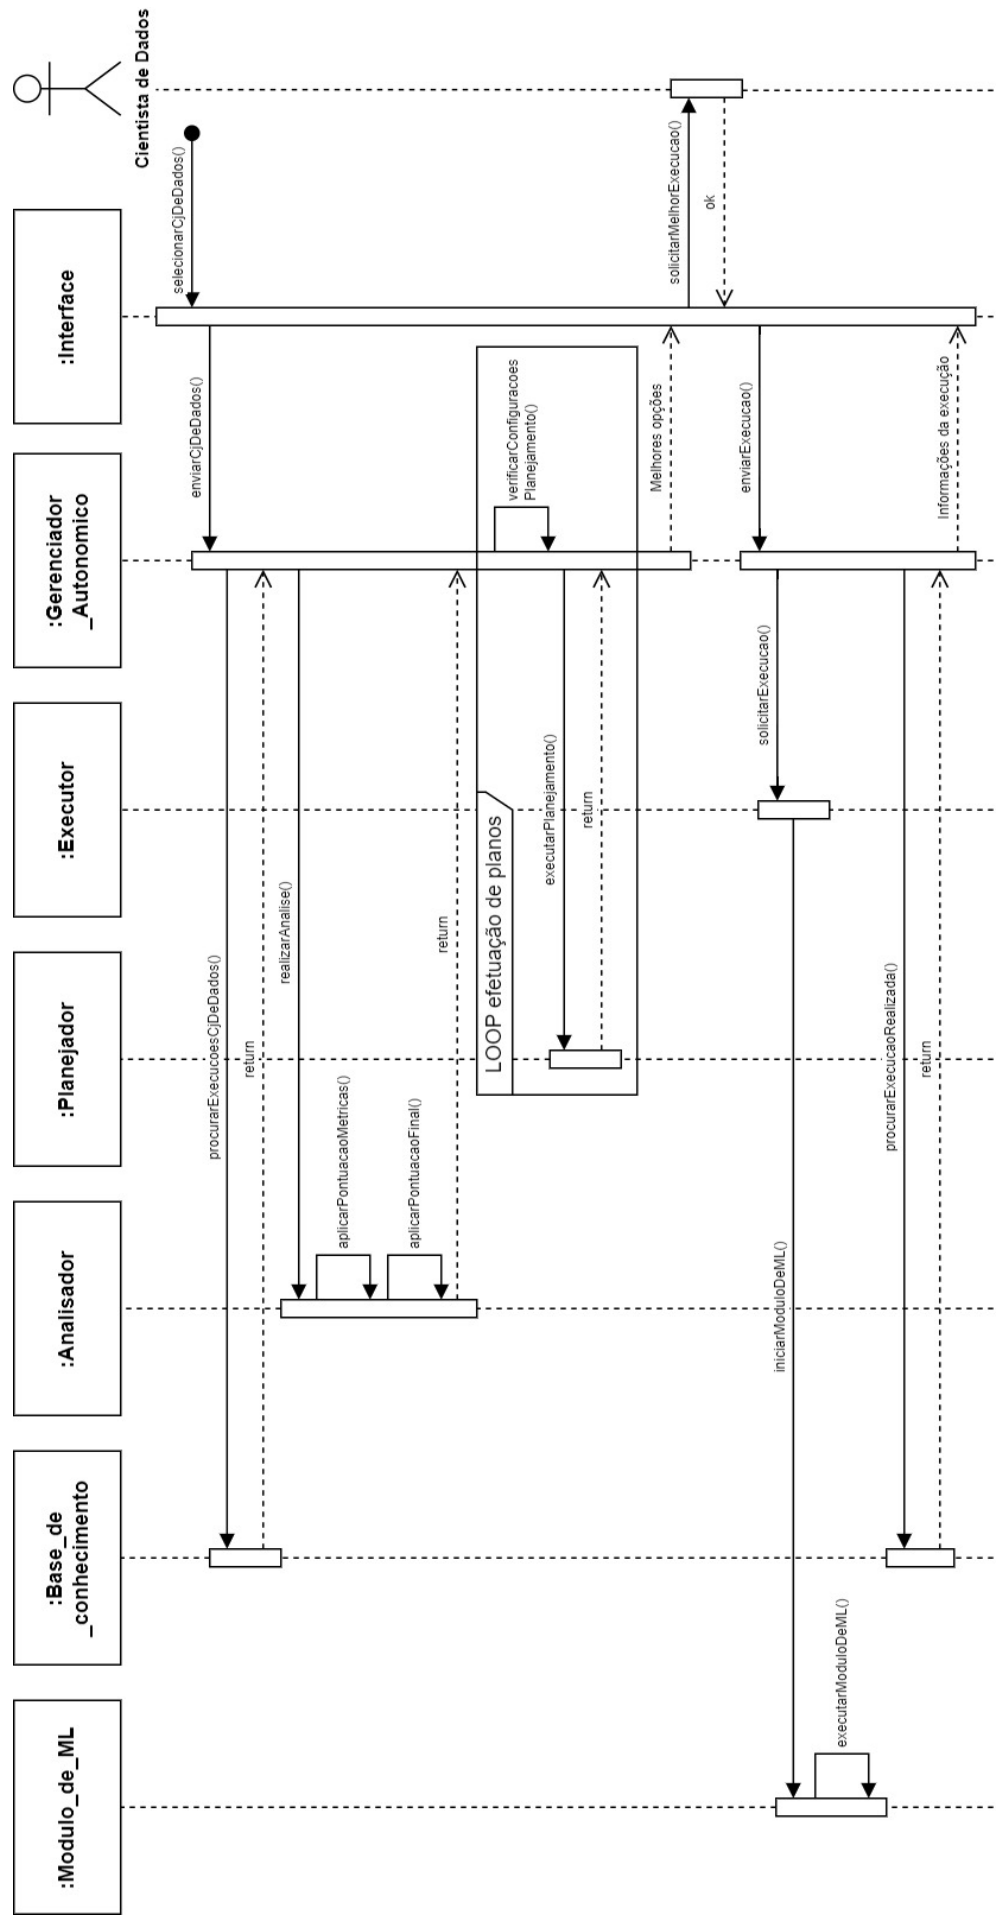 Cientista de Dados
:Interface
:Gerenciador
_Autonomico
:Executor
:Planejador
:Analisador
:Base_de
_conhecimento
:Modulo_de_ML
selecionarCjDeDados()
enviarCjDeDados()
procurarExecucoesCjDeDados()
return
realizarAnalise()
aplicarPontuacaoMetricas()
aplicarPontuacaoFinal()
return
LOOP efetuação de planos
verificarConfiguracoes
Planejamento()
executarPlanejamento()
return
Melhores opções
solicitarMelhorExecucao()
ok
enviarExecucao()
solicitarExecucao()
iniciarModuloDeML()
executarModuloDeML()
procurarExecucaoRealizada()
return
Informações da execução